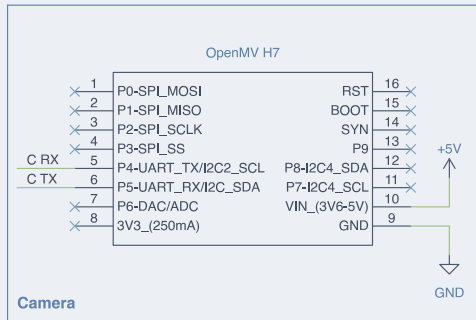 OpenMV H7
1 P0-SPI_MOSI RST 16
2 P1-SPI_MISO BOOT 15
3 P2-SPI_SCLK SYN 14
4 P3-SPI_SS P9 13
C RX 5 P4-UART_TX/I2C2_SCL P8-I2C4_SDA 12
C TX 6 P5-UART_RX/I2C_SDA P7-I2C4_SCL 11
7 P6-DAC/ADC VIN_(3V6-5V) 10
8 3V3_(250mA) GND 9
+5V
GND
Camera